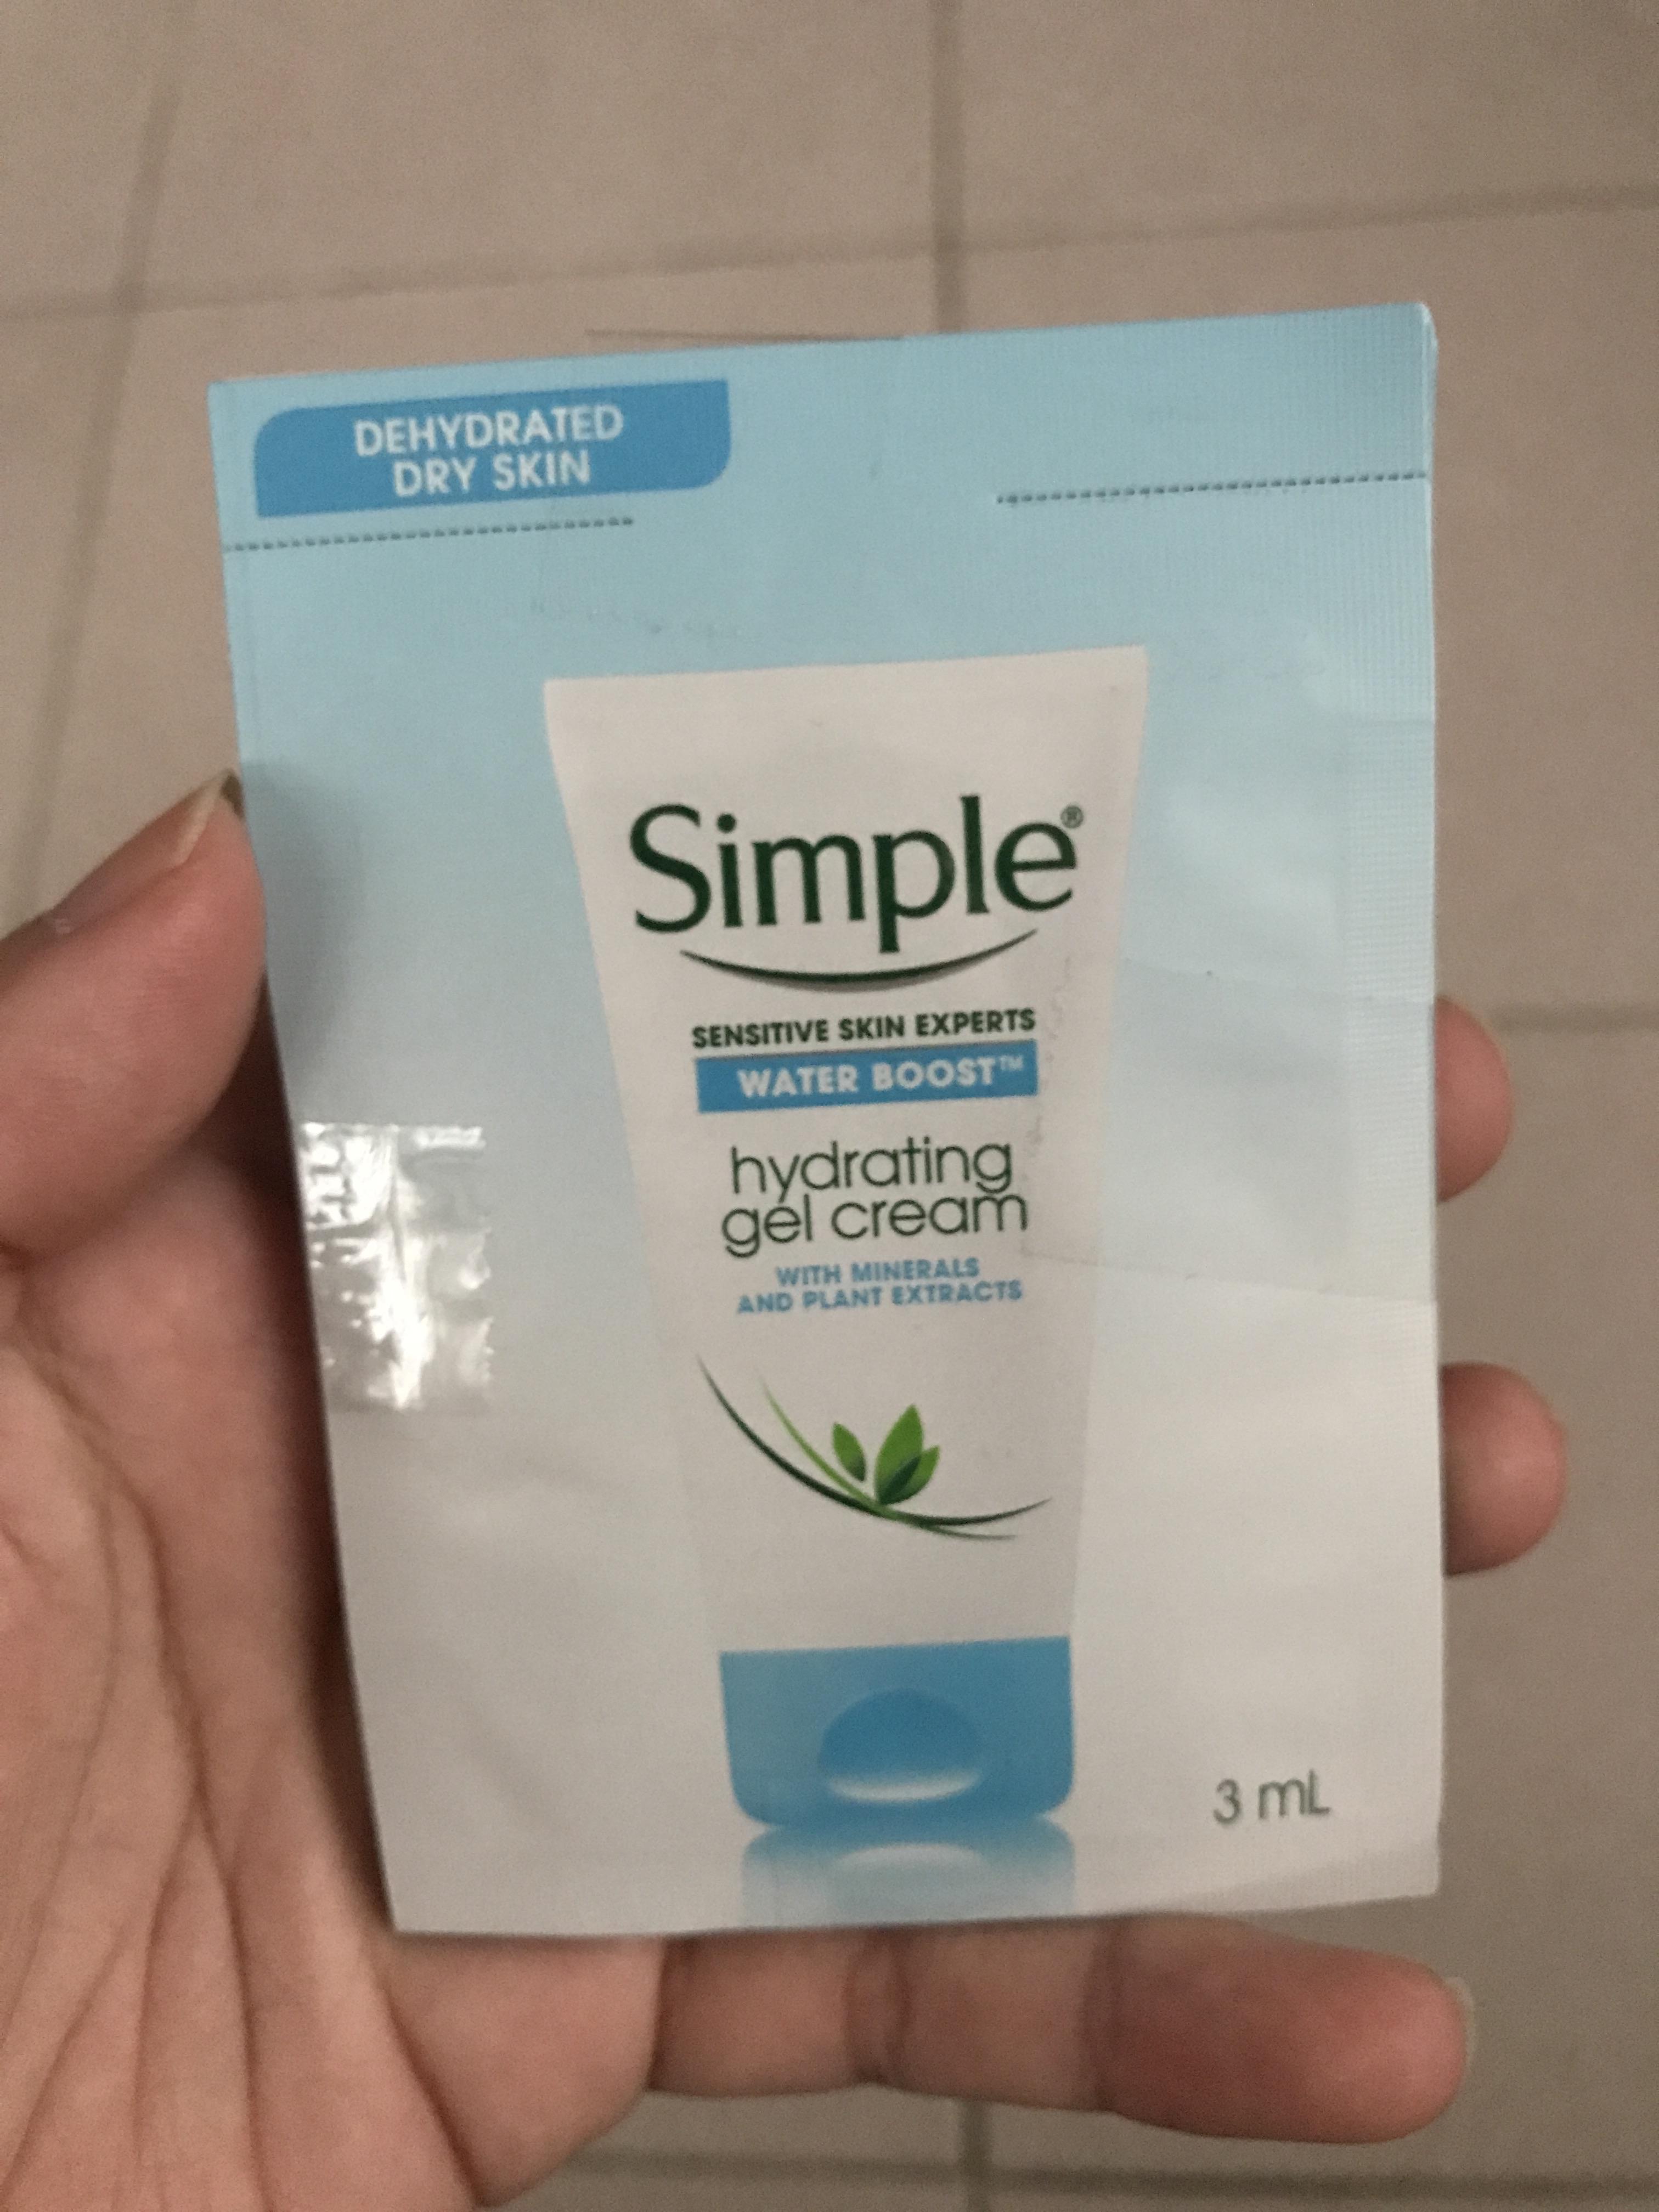 DEHYDRATED
DRY SKIN
Simple®
SENSITIVE SKIN EXPERTS
WATER BOOST™
hydrating
gel cream
WITH MINERALS
AND PLANT EXTRACTS
3 mL